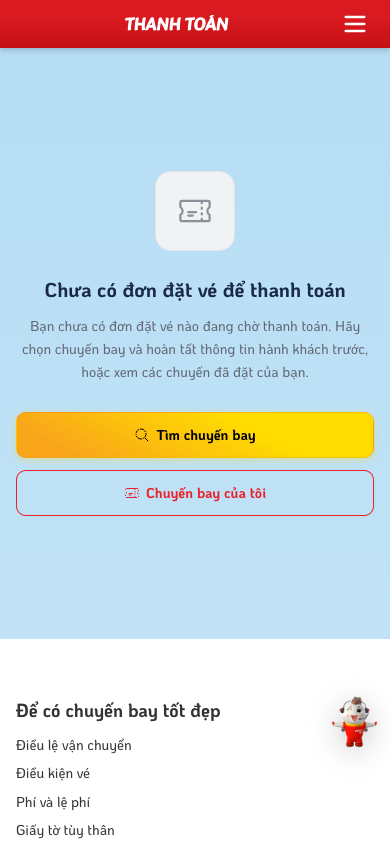 THANH TOÁN
Chưa có đơn đặt vé để thanh toán
Bạn chưa có đơn đặt vé nào đang chờ thanh toán. Hãy
chọn chuyến bay và hoàn tất thông tin hành khách trước,
hoặc xem các chuyến đã đặt của bạn.
Tìm chuyến bay
Chuyến bay của tôi
Để có chuyến bay tốt đẹp
Điều lệ vận chuyển
Điều kiện vé
Phí và lệ phí
Giấy tờ tùy thân